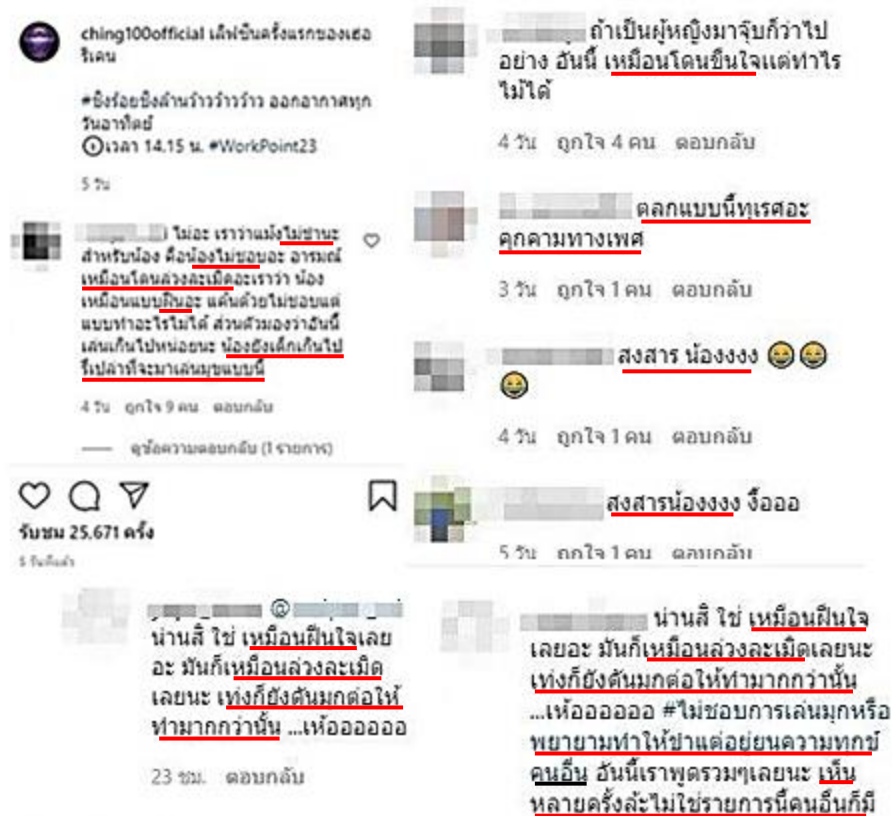 ching100official เลิฟซีนครั้งแรกของเฮอ
ริเคน
#ชิงร้อยชิงล้านว้าวว้าวว้าว ออกอากาศทุก
วันอาทิตย์
เวลา 14.15 น. #WorkPoint23
5 วัน
ไม่อะ เราว่าแม้งไม่ขำนะ
สำหรับน้อง คือน้องไม่ชอบอะ อารมณ์
เหมือนโดนล่วงละเมิดอะเราว่า น้อง
เหมือนแบบฝืนอะ แค้นด้วยไม่ชอบแต่
แบบทำอะไรไม่ได้ ส่วนตัวมองว่าอันนี้
เล่นเกินไปหน่อยนะ น้องยังเด็กเกินไป
รึเปล่าที่จะมาเล่นมุขแบบนี้
4 วัน ถูกใจ 9 คน ตอบกลับ
ดูข้อความตอบกลับ (1 รายการ)
รับชม 25,671 ครั้ง
5 วันที่แล้ว
ถ้าเป็นผู้หญิงมาจุ๊บก็ว่าไป
อย่าง อันนี้ เหมือนโดนขืนใจแต่ทำไร
ไม้ได้
4 วัน ถูกใจ 4 คน ตอบกลับ
ตลกแบบนี้ทุเรศอะ
คุกคามทางเพศ
3 วัน ถูกใจ 1 คน ตอบกลับ
สงสาร น้องงงง 😂😂
😂
4 วัน ถูกใจ 1 คน ตอบกลับ
สงสารน้องงงง งื้อออ
5 วัน ถูกใจ 1 คน ตอบกลับ
@
น่านสิ ใช่ เหมือนฝืนใจเลย
อะ มันก็เหมือนล่วงละเมิด
เลยนะ เท่งก็ยังดันมุกต่อให้
ทำมากกว่านั้น ...เห้ออออออ
23 ชม. ตอบกลับ
น่านสิ ใช่ เหมือนฝืนใจ
เลยอะ มันก็เหมือนล่วงละเมิดเลยนะ
เท่งก็ยังดันมุกต่อให้ทำมากกว่านั้น
...เห้ออออออ #ไม่ชอบการเล่นมุกหรือ
พยายามทำให้ขำแต่อยู่บนความทุกข์
คนอื่น อันนี้เราพูดรวมๆเลยนะ เห็น
หลายครั้งล้ะไม่ใช่รายการนี้คนอื่นก็มี